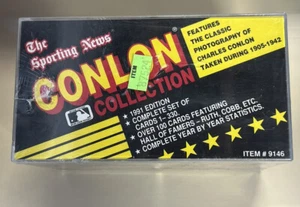 The
Sporting News
CONLON
COLLECTION
FEATURES
THE CLASSIC
PHOTOGRAPHY OF
CHARLES CONLON
TAKEN DURING 1905-1942
ITEM
★ 1991 EDITION
★ COMPLETE SET OF
CARDS 1-330.
★ OVER 100 CARDS FEATURING
HALL OF FAMERS - RUTH, COBB, ETC.
★ COMPLETE YEAR BY YEAR STATISTICS.
ITEM # 9146